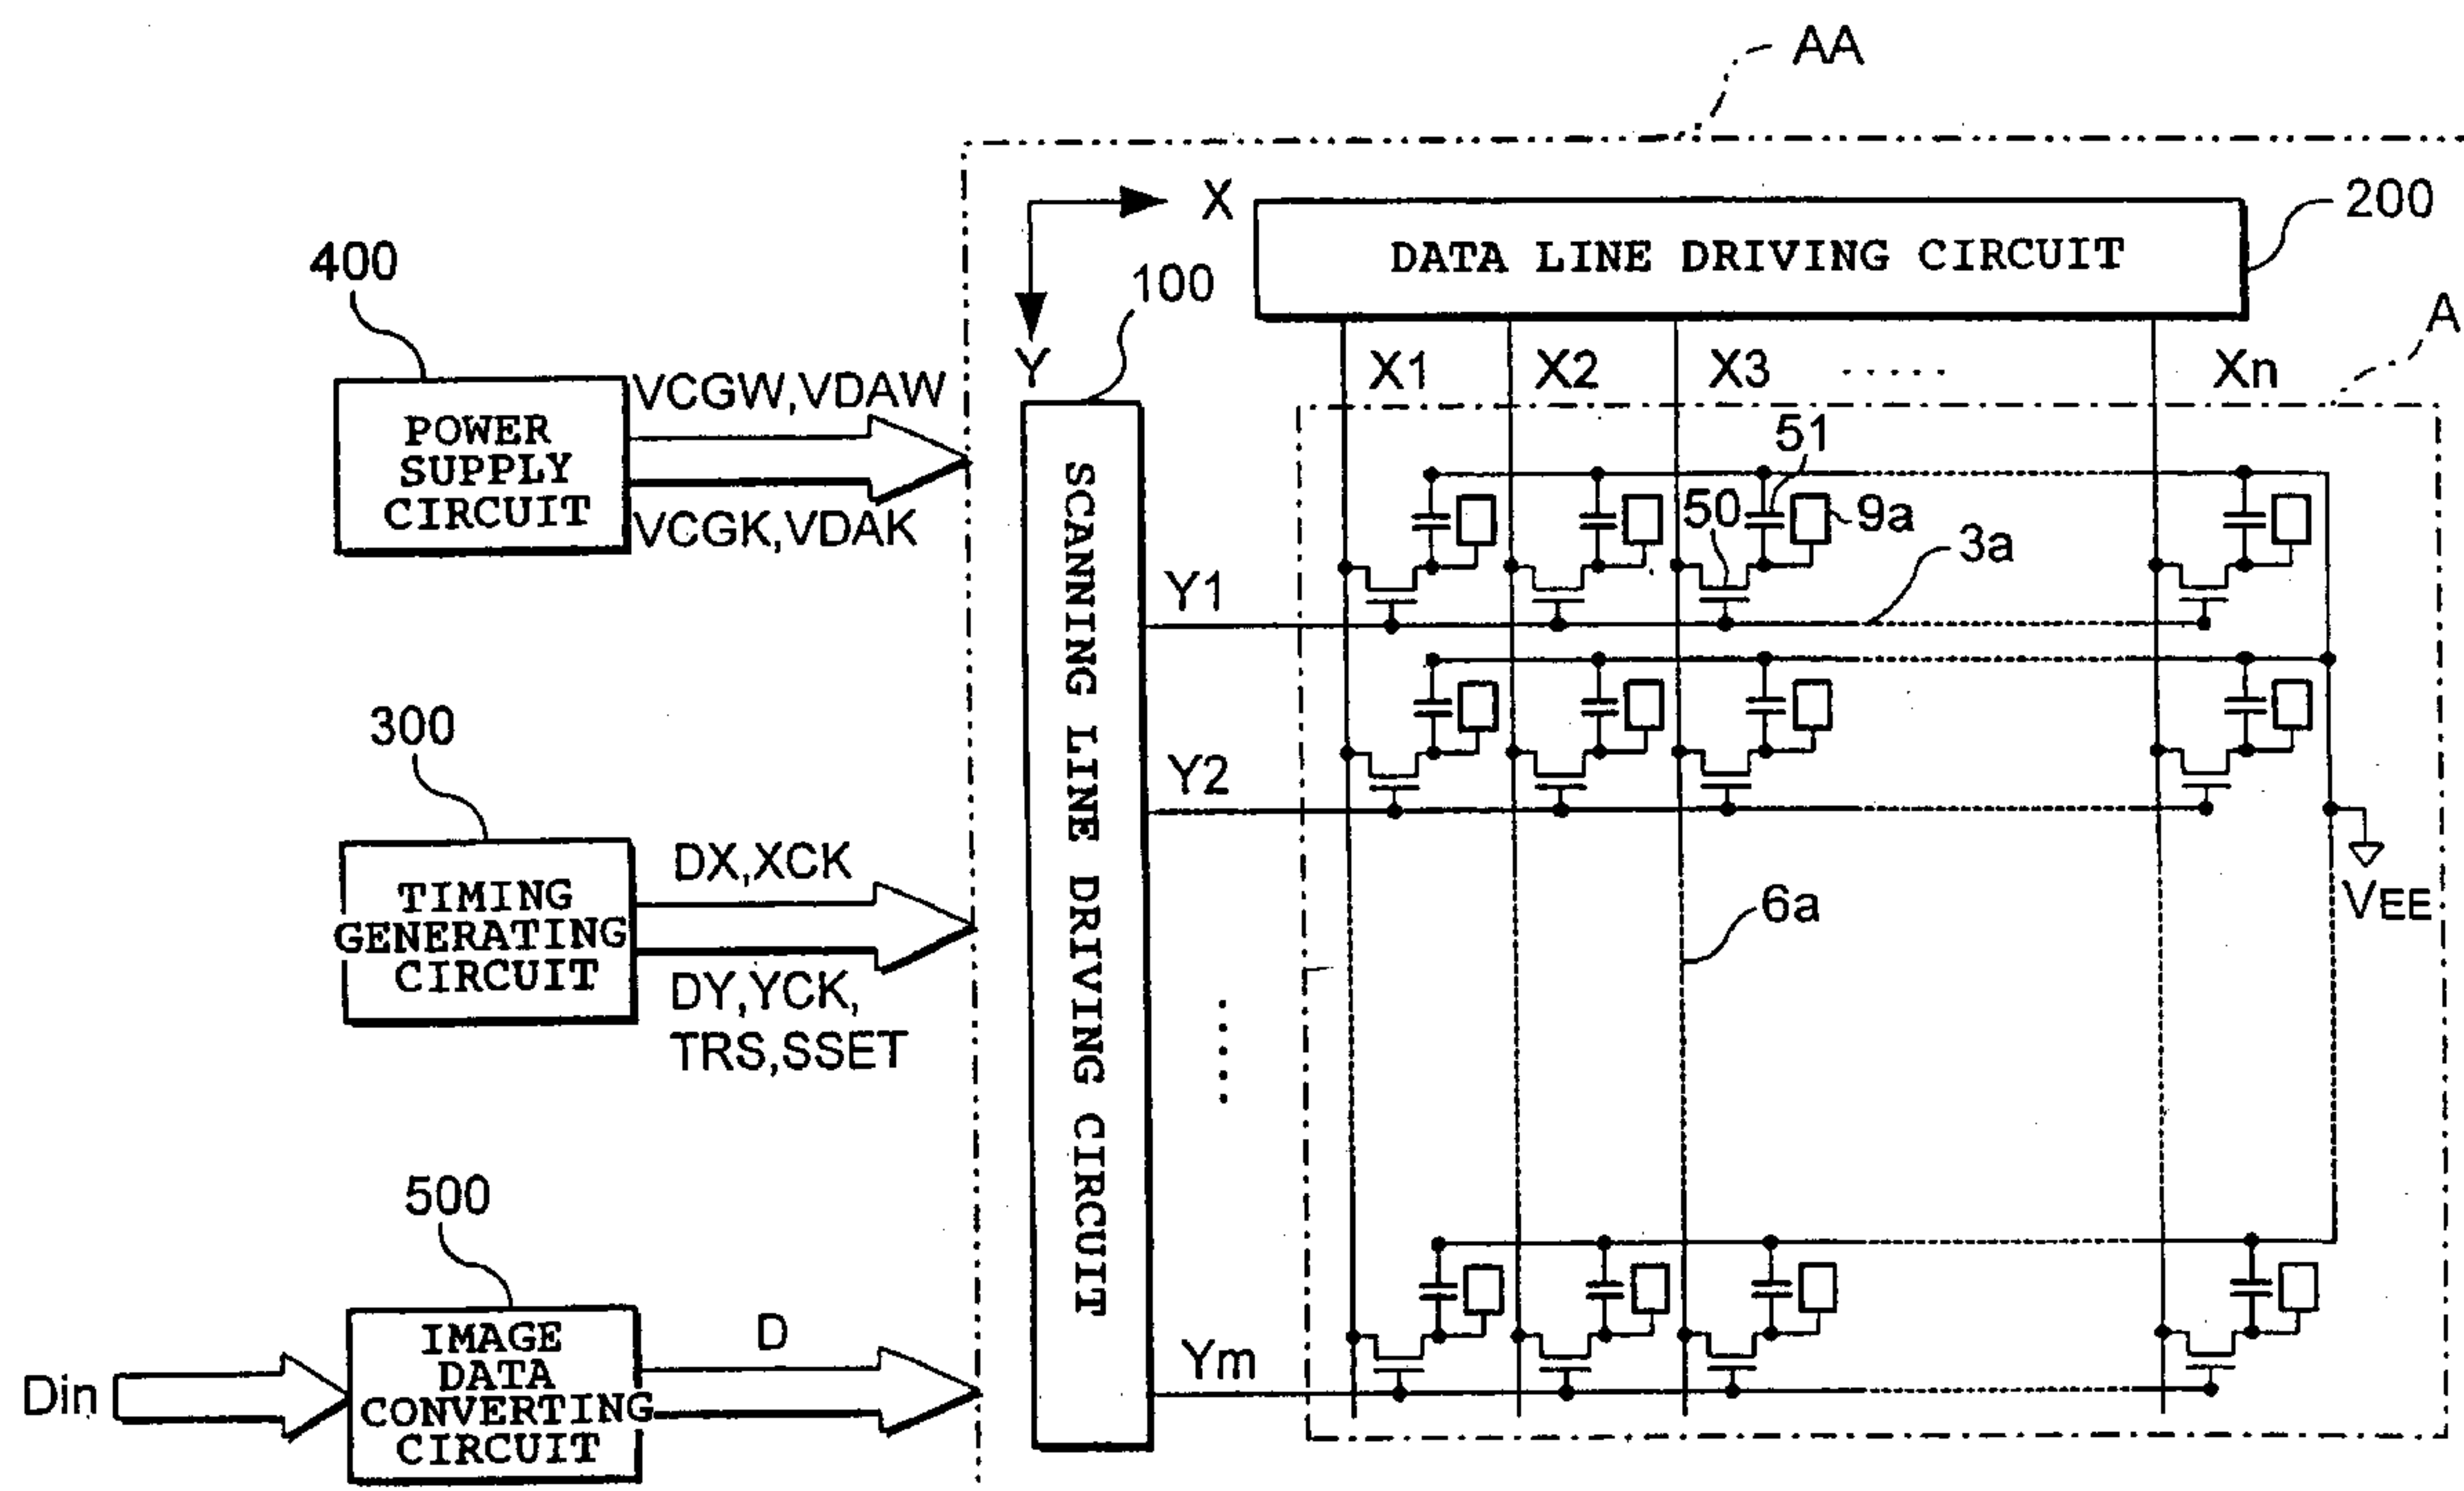 AA
X
Y
DATA LINE DRIVING CIRCUIT
200
A
400
POWER
SUPPLY
CIRCUIT
VCGW,VDAW
VCGK,VDAK
100
SCANNING LINE DRIVING CIRCUIT
X1
X2
X3
.....
Xn
51
50
9a
3a
Y1
Y2
VEE
6a
.....
Ym
300
TIMING
GENERATING
CIRCUIT
DX,XCK
DY,YCK,
TRS,SSET
500
Din
IMAGE
DATA
CONVERTING
CIRCUIT
D